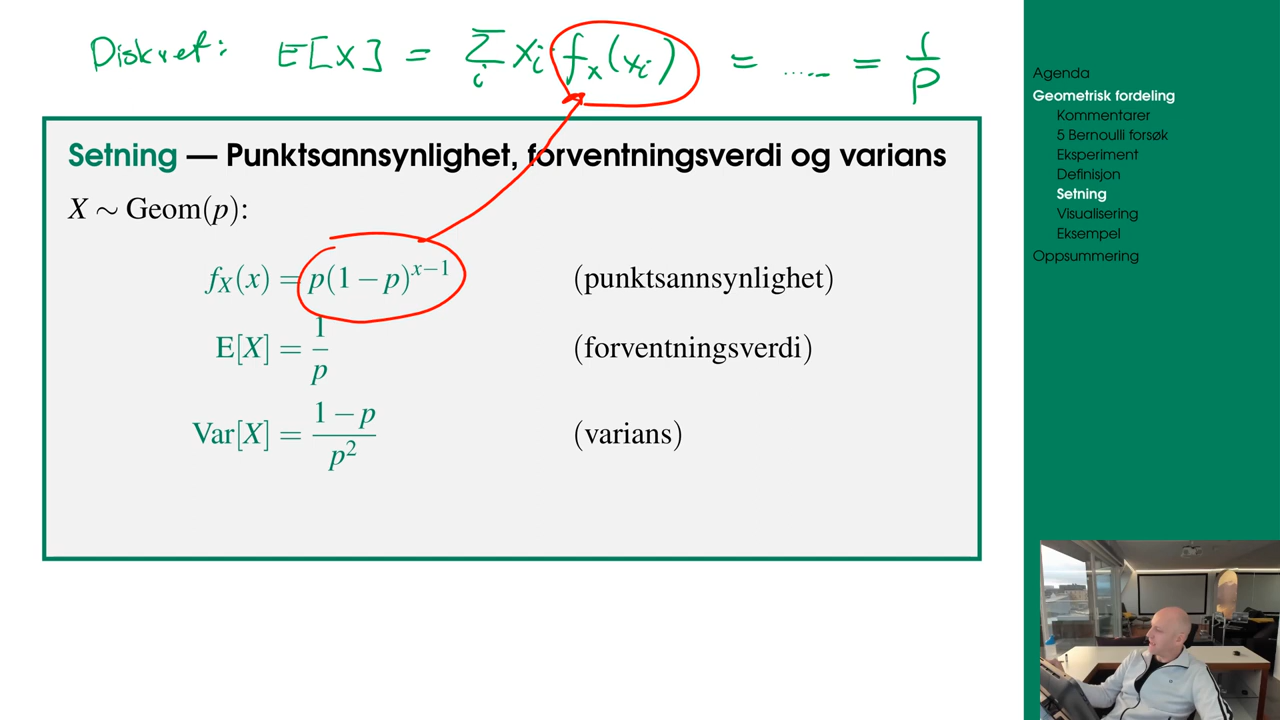 Diskret: E[X] = Σ_i x_i f_x(x_i) = ..... = 1/p
Setning — Punktsannsynlighet, forventningsverdi og varians
X ∼ Geom(p):
f_X(x) = p(1 − p)^{x−1} (punktsannsynlighet)
E[X] = 1/p (forventningsverdi)
Var[X] = (1 − p)/p^2 (varians)
Agenda
Geometrisk fordeling
Kommentarer
5 Bernoulli forsøk
Eksperiment
Definisjon
Setning
Visualisering
Eksempel
Oppsummering